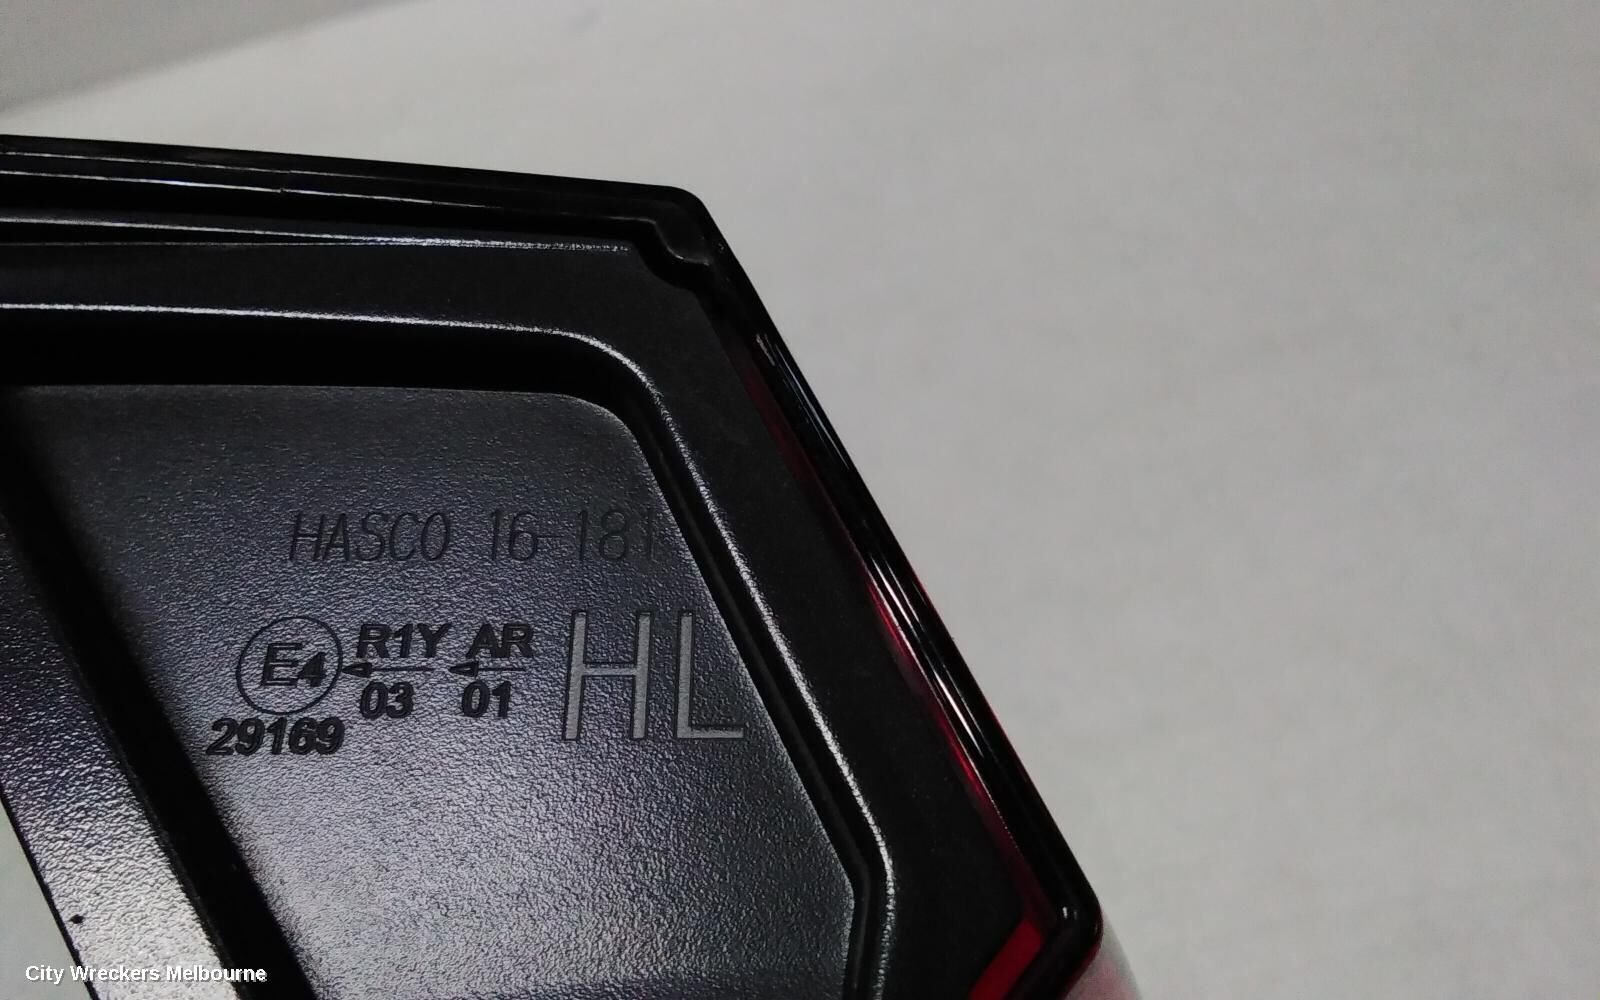 HASCO 16-181
E4 R1Y AR HL
03 01
29169
City Wreckers Melbourne